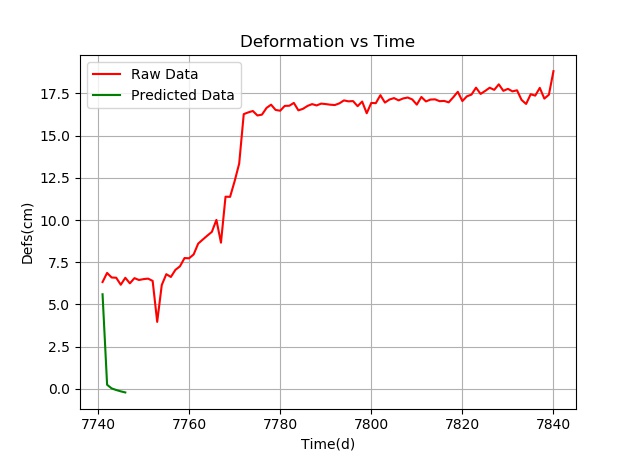 Deformation vs Time
Raw Data
Predicted Data
17.5
15.0
12.5
10.0
7.5
5.0
2.5
0.0
Defs(cm)
7740 7760 7780 7800 7820 7840
Time(d)